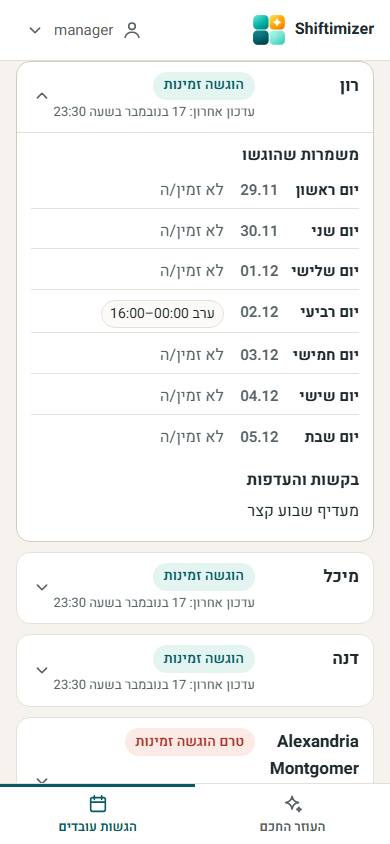 Shiftimizer
manager
רון
הוגשה זמינות
עדכון אחרון: 17 בנובמבר בשעה 23:30
משמרות שהוגשו
יום ראשון 29.11 לא זמין/ה
יום שני 30.11 לא זמין/ה
יום שלישי 01.12 לא זמין/ה
יום רביעי 02.12 ערב 16:00–00:00
יום חמישי 03.12 לא זמין/ה
יום שישי 04.12 לא זמין/ה
יום שבת 05.12 לא זמין/ה
בקשות והעדפות
מעדיף שבוע קצר
מיכל
הוגשה זמינות
עדכון אחרון: 17 בנובמבר בשעה 23:30
דנה
הוגשה זמינות
עדכון אחרון: 17 בנובמבר בשעה 23:30
Alexandria
Montgomer
טרם הוגשה זמינות
העוזר החכם
הגשות עובדים